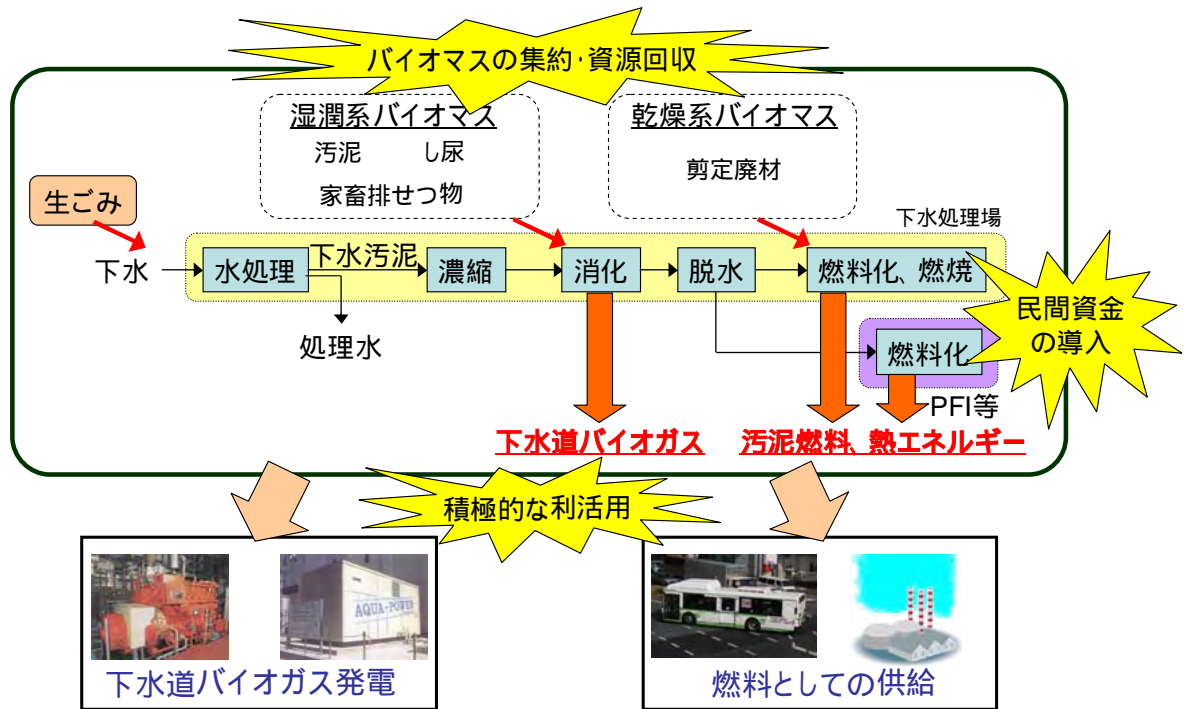 バイオマスの集約・資源回収
湿潤系バイオマス
汚泥 し尿
家畜排せつ物
乾燥系バイオマス
剪定廃材
生ごみ
下水処理場
下水
水処理
下水汚泥
濃縮
消化
脱水
燃料化、燃焼
処理水
燃料化
民間資金
の導入
PFI等
下水道バイオガス
汚泥燃料、熱エネルギー
積極的な利活用
AQUA-POWER
下水道バイオガス発電
燃料としての供給